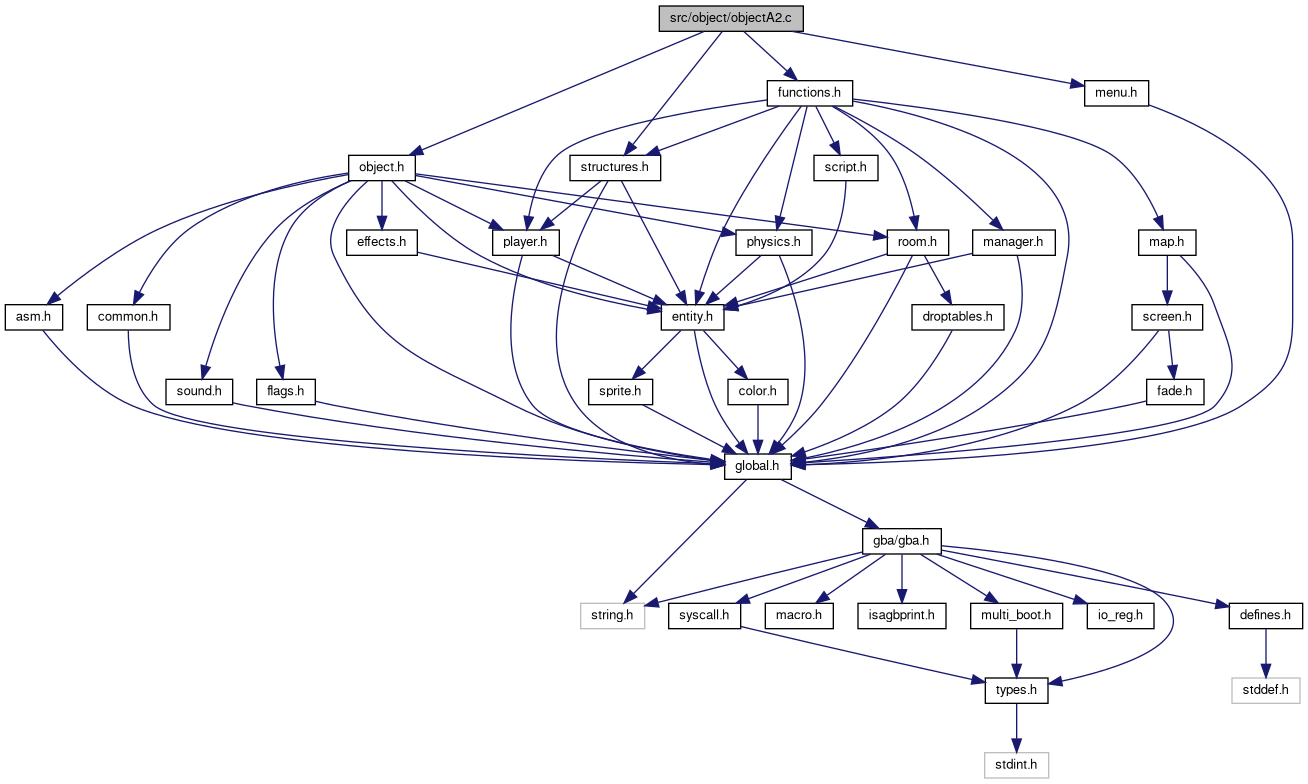 src/object/objectA2.c
functions.h
menu.h
object.h
structures.h
script.h
effects.h
player.h
physics.h
room.h
manager.h
map.h
asm.h
common.h
entity.h
droptables.h
screen.h
sound.h
flags.h
sprite.h
color.h
fade.h
global.h
gba/gba.h
string.h
syscall.h
macro.h
isagbprint.h
multi_boot.h
io_reg.h
defines.h
types.h
stddef.h
stdint.h